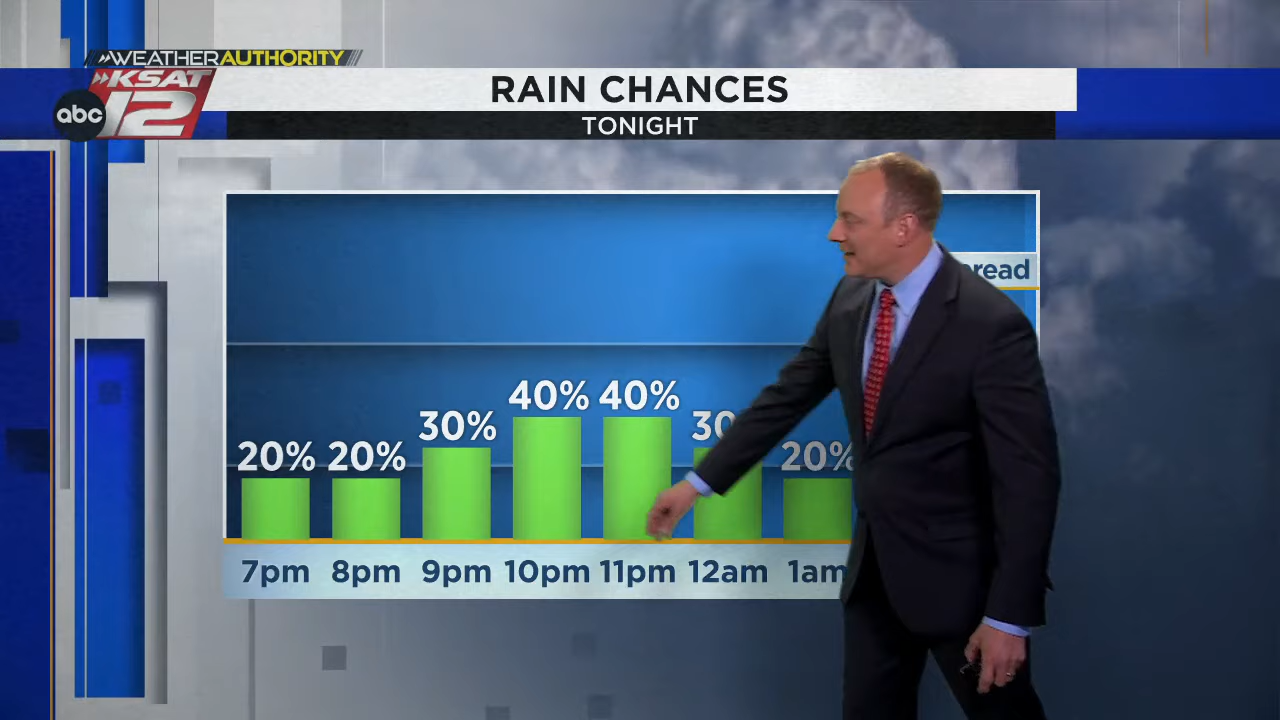 WEATHERAUTHORITY
KSAT
abc 12
RAIN CHANCES
TONIGHT
40% 40%
30% 30
20% 20% 20%
7pm 8pm 9pm 10pm 11pm 12am 1am